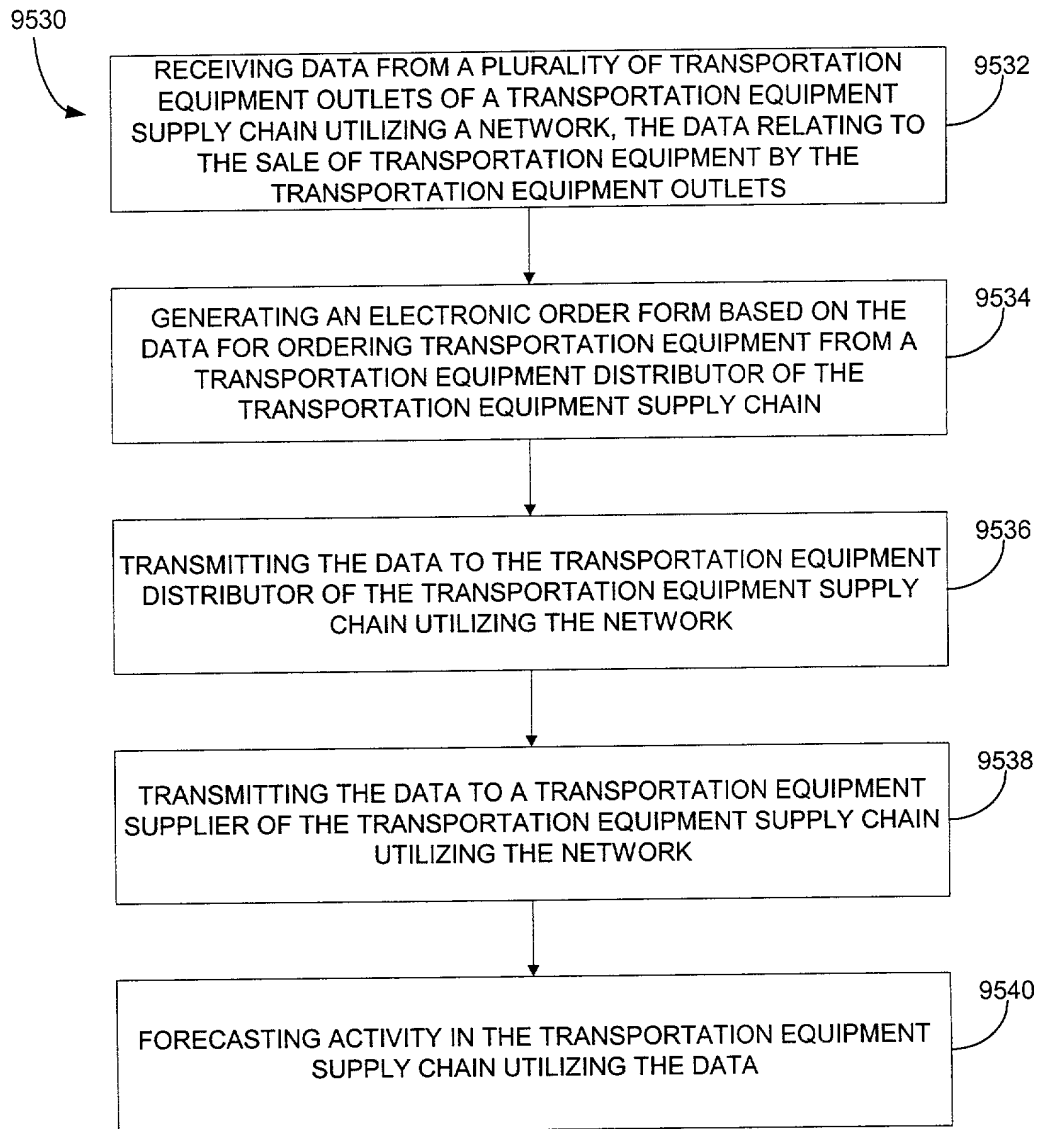 9530
RECEIVING DATA FROM A PLURALITY OF TRANSPORTATION
EQUIPMENT OUTLETS OF A TRANSPORTATION EQUIPMENT
SUPPLY CHAIN UTILIZING A NETWORK, THE DATA RELATING TO
THE SALE OF TRANSPORTATION EQUIPMENT BY THE
TRANSPORTATION EQUIPMENT OUTLETS
9532
GENERATING AN ELECTRONIC ORDER FORM BASED ON THE
DATA FOR ORDERING TRANSPORTATION EQUIPMENT FROM A
TRANSPORTATION EQUIPMENT DISTRIBUTOR OF THE
TRANSPORTATION EQUIPMENT SUPPLY CHAIN
9534
TRANSMITTING THE DATA TO THE TRANSPORTATION EQUIPMENT
DISTRIBUTOR OF THE TRANSPORTATION EQUIPMENT SUPPLY
CHAIN UTILIZING THE NETWORK
9536
TRANSMITTING THE DATA TO A TRANSPORTATION EQUIPMENT
SUPPLIER OF THE TRANSPORTATION EQUIPMENT SUPPLY CHAIN
UTILIZING THE NETWORK
9538
FORECASTING ACTIVITY IN THE TRANSPORTATION EQUIPMENT
SUPPLY CHAIN UTILIZING THE DATA
9540